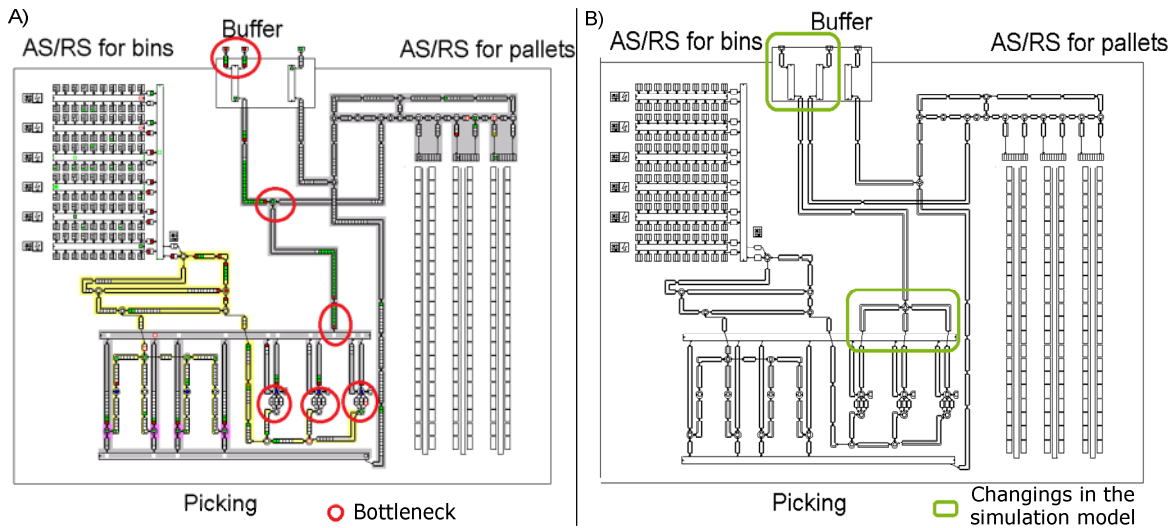 A)
Buffer
AS/RS for bins
AS/RS for pallets
Picking
Bottleneck
B)
Buffer
AS/RS for bins
AS/RS for pallets
Picking
Changings in the
simulation model